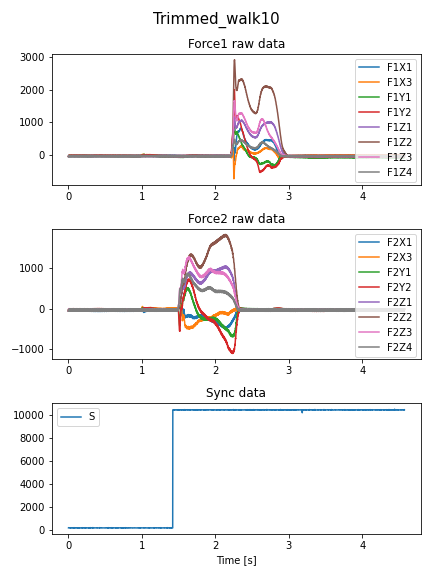 Trimmed_walk10
Force1 raw data
3000
2000
1000
0
F1X1
F1X3
F1Y1
F1Y2
F1Z1
F1Z2
F1Z3
F1Z4
0 1 2 3 4
Force2 raw data
1000
0
−1000
F2X1
F2X3
F2Y1
F2Y2
F2Z1
F2Z2
F2Z3
F2Z4
0 1 2 3 4
Sync data
10000
8000
6000
4000
2000
0
S
0 1 2 3 4
Time [s]